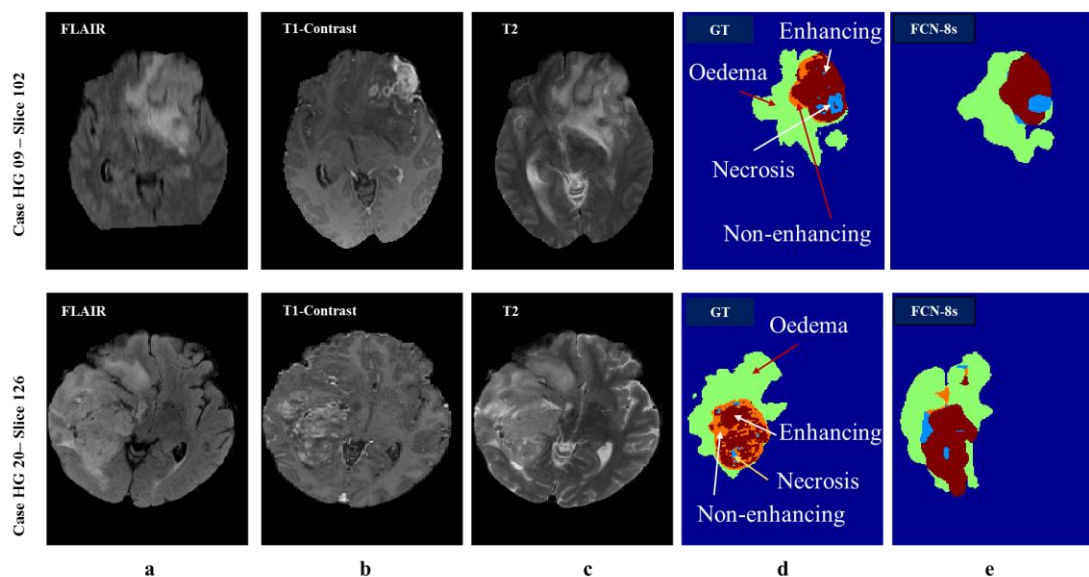 FLAIR
T1-Contrast
T2
GT
Enhancing
FCN-8s
Oedema
Necrosis
Non-enhancing
Case HG 09 – Slice 102
FLAIR
T1-Contrast
T2
GT
Oedema
FCN-8s
Enhancing
Necrosis
Non-enhancing
Case HG 20– Slice 126
a
b
c
d
e